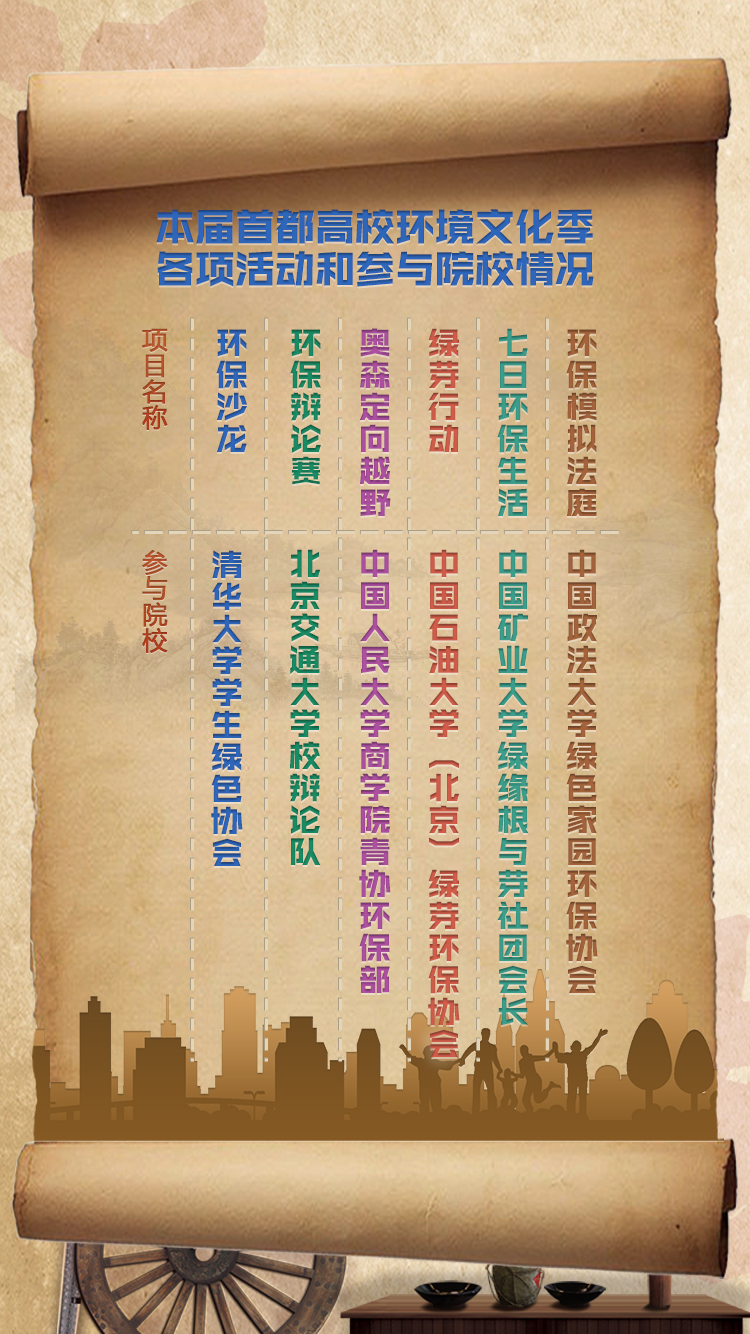 本届首都高校环境文化季
各项活动和参与院校情况
项目名称
环保沙龙
环保辩论赛
奥森定向越野
绿芽行动
七日环保生活
环保模拟法庭
参与院校
清华大学学生绿色协会
北京交通大学校辩论队
中国人民大学商学院青协环保部
中国石油大学（北京）绿芽环保协会
中国矿业大学绿缘根与芽社团会长
中国政法大学绿色家园环保协会